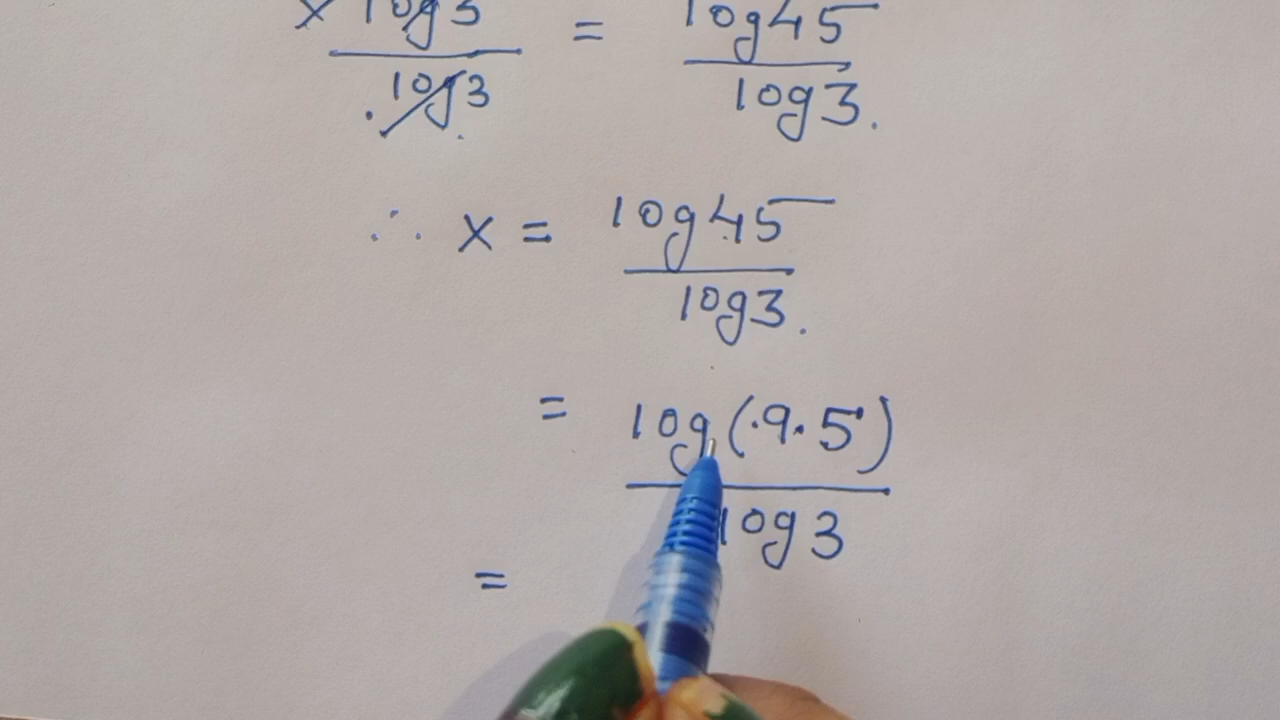 x log3 = log45
log3 log3.
∴ x = log45
log3.
= log(·9·5)
log3
=